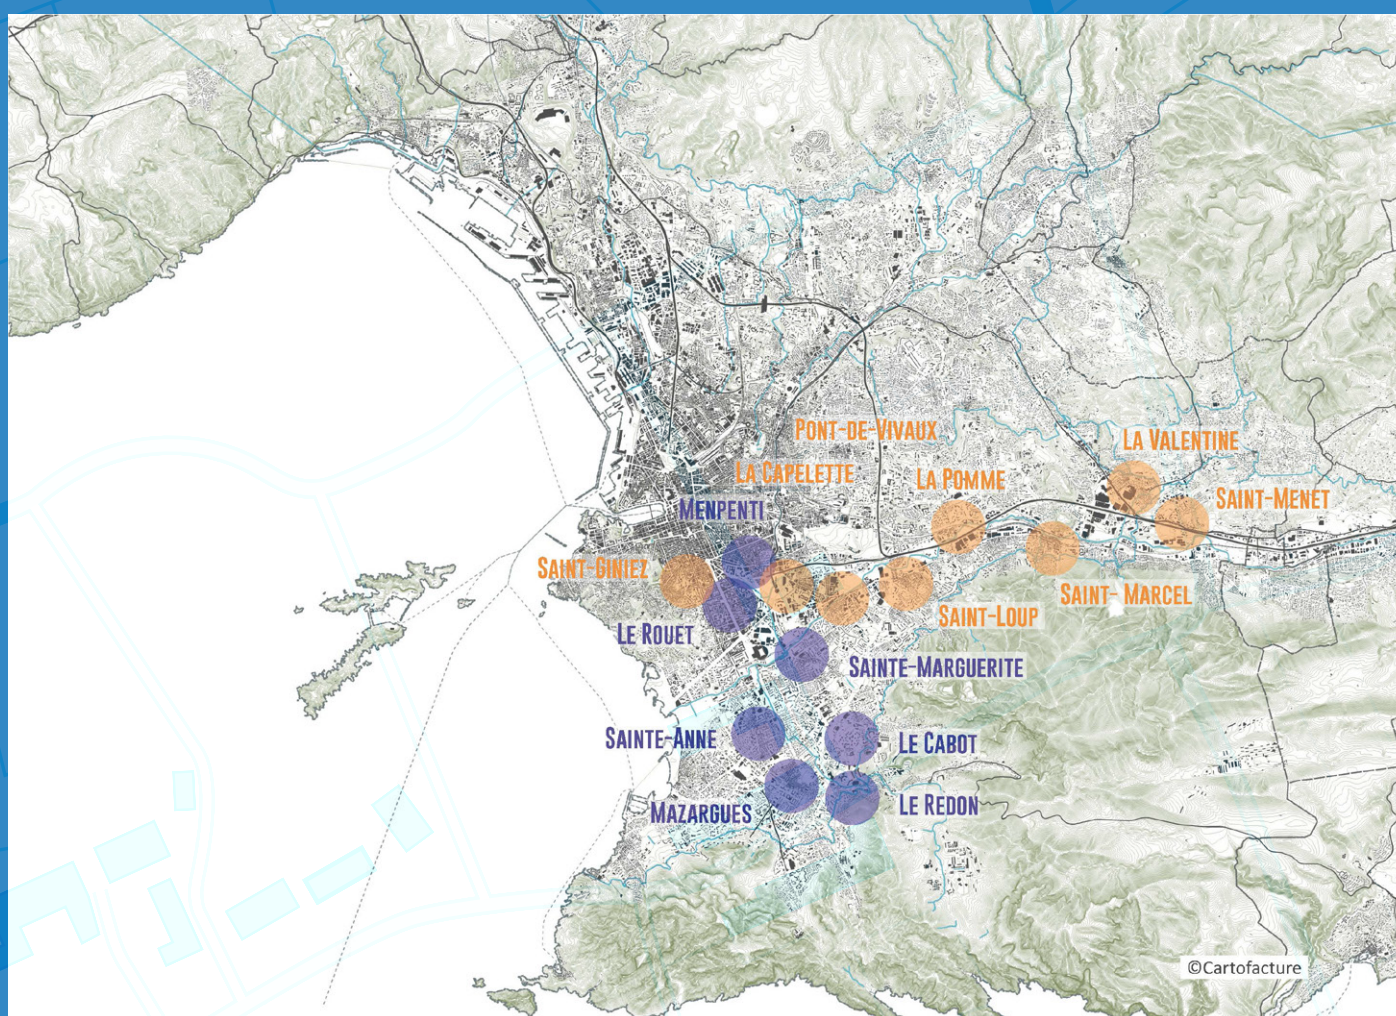 PONT-DE-VIVAUX
LA VALENTINE
LA CAPELETTE
LA POMME
SAINT-MENET
MENPENTI
SAINT-GINIEZ
SAINT- MARCEL
SAINT-LOUP
LE ROUET
SAINTE-MARGUERITE
SAINTE-ANNE
LE CABOT
MAZARGUES
LE REDON
©Cartofacture